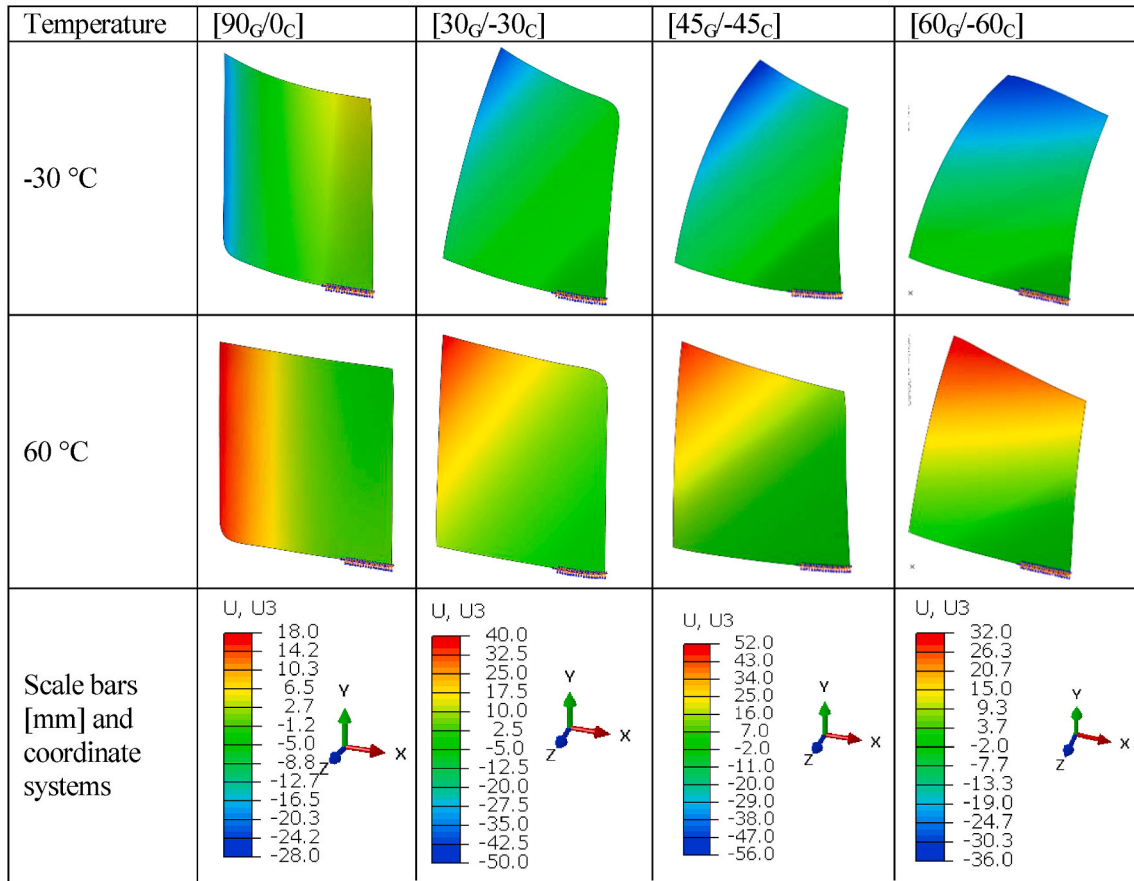 Temperature [90G/0C] [30G/-30C] [45G/-45C] [60G/-60C]
-30 °C
x
60 °C
x
Scale bars
[mm] and
coordinate
systems
U, U3
18.0
14.2
10.3
6.5
2.7
-1.2
-5.0
-8.8
-12.7
-16.5
-20.3
-24.2
-28.0
Y
X
Z
U, U3
40.0
32.5
25.0
17.5
10.0
2.5
-5.0
-12.5
-20.0
-27.5
-35.0
-42.5
-50.0
Y
X
Z
U, U3
52.0
43.0
34.0
25.0
16.0
7.0
-2.0
-11.0
-20.0
-29.0
-38.0
-47.0
-56.0
Y
X
Z
U, U3
32.0
26.3
20.7
15.0
9.3
3.7
-2.0
-7.7
-13.3
-19.0
-24.7
-30.3
-36.0
Y
X
Z